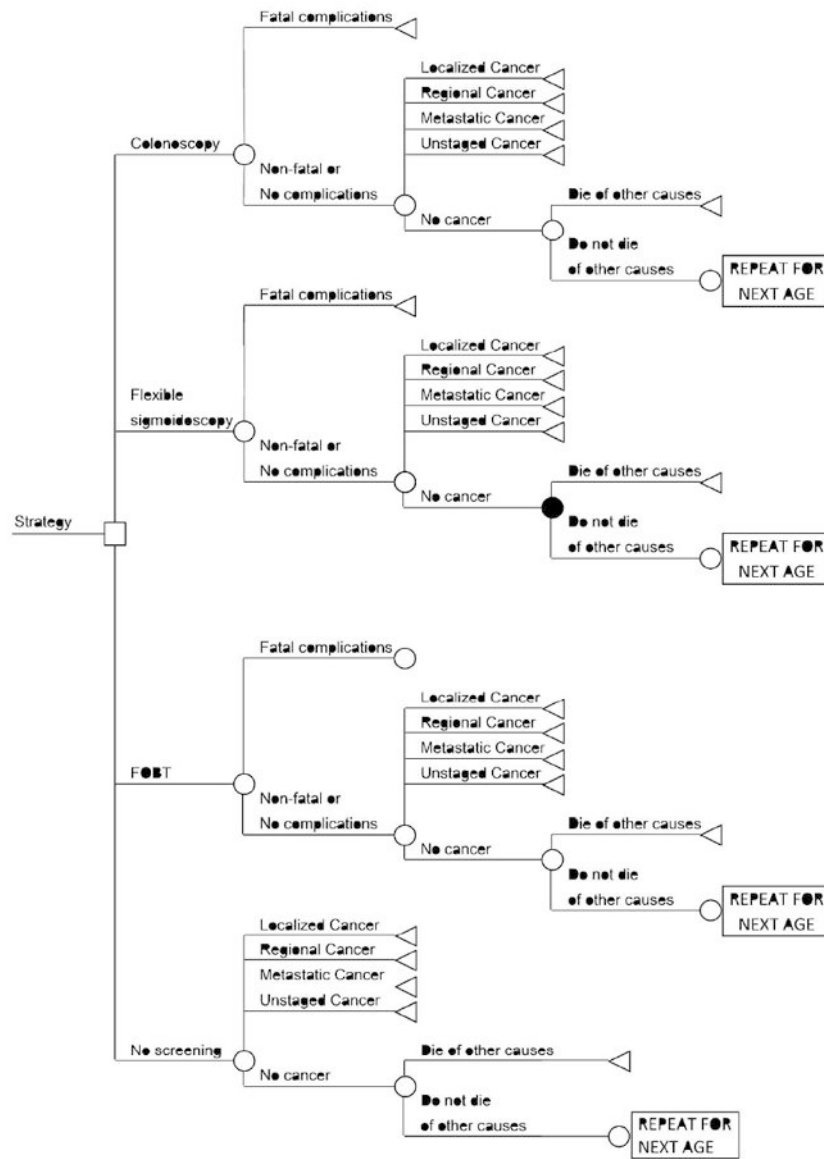 Fatal complications
Localized Cancer
Regional Cancer
Metastatic Cancer
Unstaged Cancer
Colonoscopy
Non-fatal or
No complications
Die of other causes
No cancer
Do not die
of other causes
REPEAT FOR
NEXT AGE
Fatal complications
Localized Cancer
Regional Cancer
Metastatic Cancer
Unstaged Cancer
Flexible
sigmoidoscopy
Non-fatal or
No complications
Die of other causes
No cancer
Do not die
of other causes
REPEAT FOR
NEXT AGE
Strategy
Fatal complications
Localized Cancer
Regional Cancer
Metastatic Cancer
Unstaged Cancer
FOBT
Non-fatal or
No complications
Die of other causes
No cancer
Do not die
of other causes
REPEAT FOR
NEXT AGE
Localized Cancer
Regional Cancer
Metastatic Cancer
Unstaged Cancer
No screening
Die of other causes
No cancer
Do not die
of other causes
REPEAT FOR
NEXT AGE